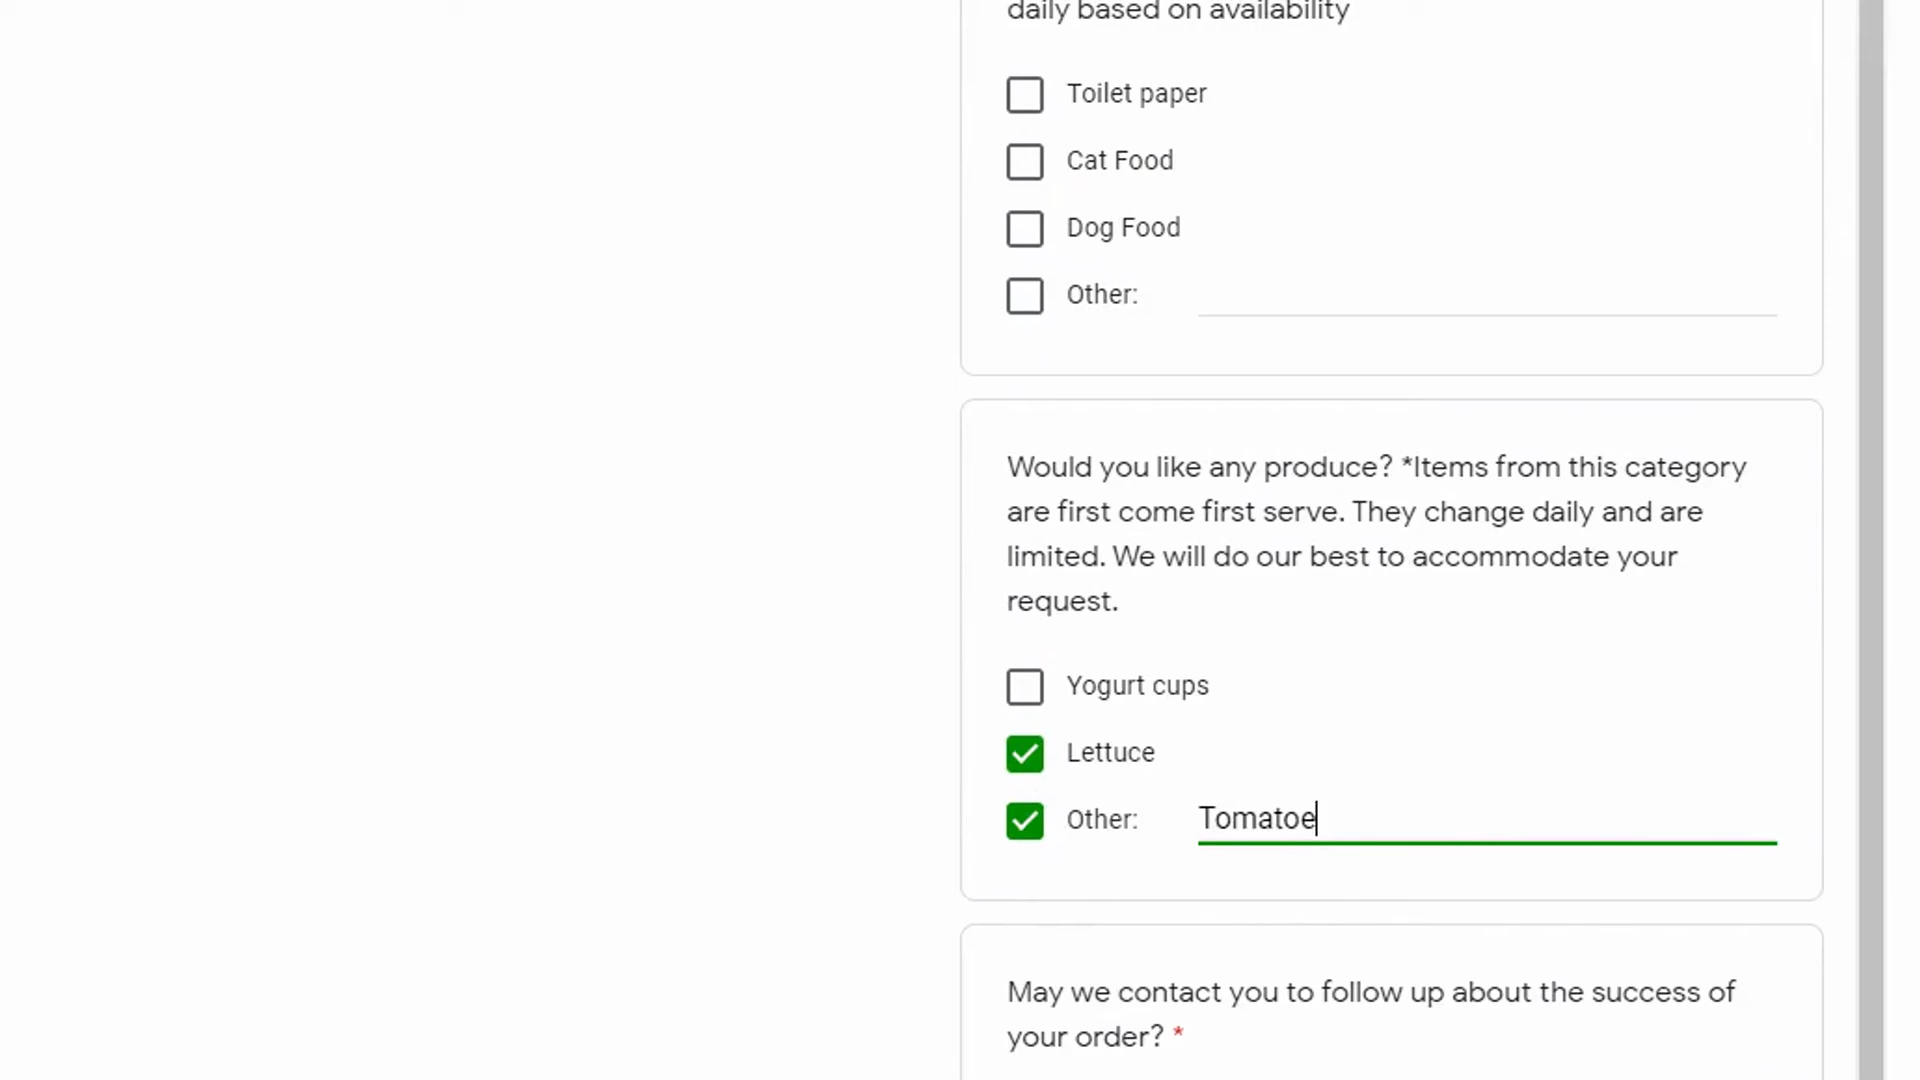 daily based on availability
Toilet paper
Cat Food
Dog Food
Other:
Would you like any produce? *Items from this category
are first come first serve. They change daily and are
limited. We will do our best to accommodate your
request.
Yogurt cups
Lettuce
Other: Tomatoe
May we contact you to follow up about the success of
your order? *